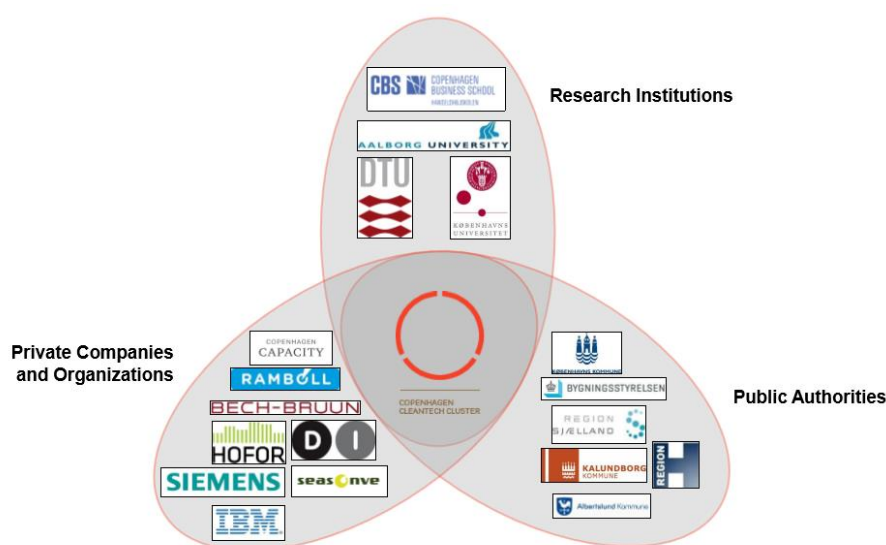 CBS
COPENHAGEN
BUSINESS SCHOOL
HANDELSHØJSKOLEN
Research Institutions
AALBORG UNIVERSITY
DTU
KØBENHAVNS
UNIVERSITET
Private Companies
and Organizations
COPENHAGEN
CAPACITY
RAMBOLL
BECH-BRUUN
HOFOR
D I
SIEMENS
seas nve
IBM
COPENHAGEN
CLEANTECH CLUSTER
Public Authorities
KØBENHAVNS KOMMUNE
BYGNINGSSTYRELSEN
REGION
SJÆLLAND
KALUNDBORG
KOMMUNE
REGION
H
Albertslund Kommune